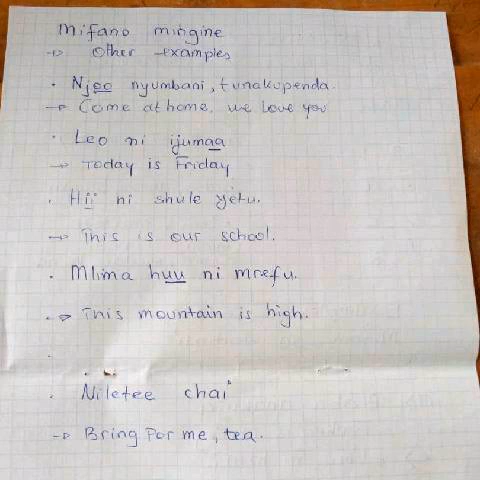 Mifano mingine
→ Other examples
• Njoo nyumbani, tunakupenda.
→ Come at home, we love you
• Leo ni ijumaa
→ Today is Friday
• Hii ni shule yetu.
→ This is our school.
• Mlima huu ni mrefu.
→ This mountain is high.
• Niletee chai
→ Bring For me, tea.